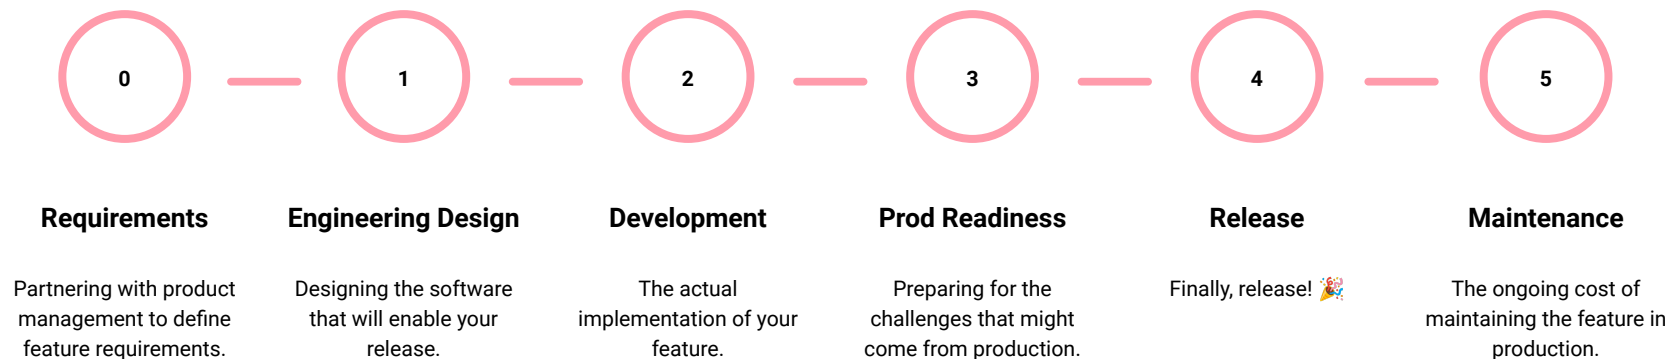 0
1
2
3
4
5
Requirements
Engineering Design
Development
Prod Readiness
Release
Maintenance
Partnering with product
management to define
feature requirements.
Designing the software
that will enable your
release.
The actual
implementation of your
feature.
Preparing for the
challenges that might
come from production.
Finally, release! 🎉
The ongoing cost of
maintaining the feature in
production.